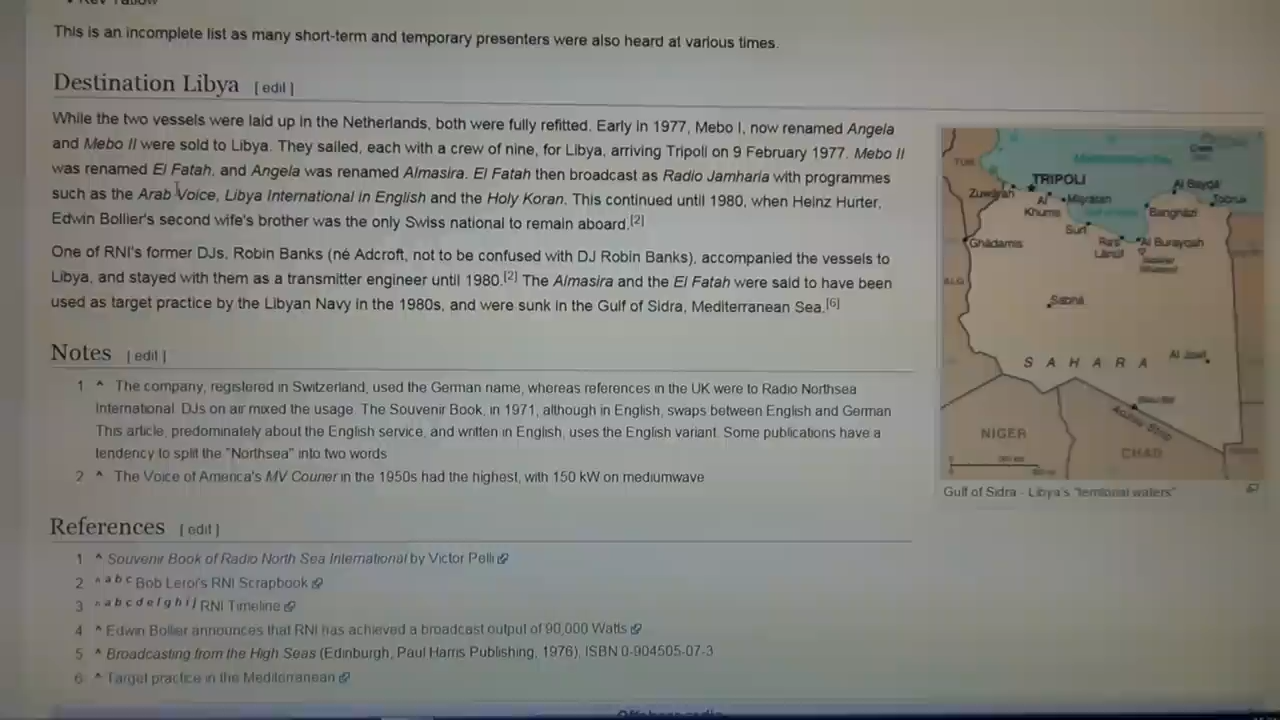 This is an incomplete list as many short-term and temporary presenters were also heard at various times.
Destination Libya [ edit ]
While the two vessels were laid up in the Netherlands, both were fully refitted. Early in 1977, Mebo I, now renamed Angela
and Mebo II were sold to Libya. They sailed, each with a crew of nine, for Libya, arriving Tripoli on 9 February 1977. Mebo II
was renamed El Fatah, and Angela was renamed Almasira. El Fatah then broadcast as Radio Jamharia with programmes
such as the Arab Voice, Libya International in English and the Holy Koran. This continued until 1980, when Heinz Hurter,
Edwin Bollier's second wife's brother was the only Swiss national to remain aboard.[2]
One of RNI's former DJs, Robin Banks (né Adcroft, not to be confused with DJ Robin Banks), accompanied the vessels to
Libya, and stayed with them as a transmitter engineer until 1980.[2] The Almasira and the El Fatah were said to have been
used as target practice by the Libyan Navy in the 1980s, and were sunk in the Gulf of Sidra, Mediterranean Sea.[6]
Notes [ edit ]
1 ^ The company, registered in Switzerland, used the German name, whereas references in the UK were to Radio Northsea
International. DJs on air mixed the usage. The Souvenir Book, in 1971, although in English, swaps between English and German
This article, predominately about the English service, and written in English, uses the English variant. Some publications have a
tendency to split the "Northsea" into two words
2 ^ The Voice of America's MV Courier in the 1950s had the highest, with 150 kW on mediumwave
References [ edit ]
1 ^ Souvenir Book of Radio North Sea International by Victor Pelli
2 ^ a b c Bob Leroi's RNI Scrapbook
3 ^ a b c d e f g h i j RNI Timeline
4 ^ Edwin Bollier announces that RNI has achieved a broadcast output of 90,000 Watts
5 ^ Broadcasting from the High Seas (Edinburgh, Paul Harris Publishing, 1976), ISBN 0-904505-07-3
6 ^ Target practice in the Mediterranean
TUN.
Mediterranean Sea
TRIPOLI
Zuwārah
Al Khums
Mişrātah
Al Bayḑā
Tobruk
Banghāzī
Surt
Ghadāmis
Ra's Lānūf
Al Burayqah
ALG.
Sabhā
S A H A R A
Al Jawf
Aozou Strip
NIGER
CHAD
Gulf of Sidra - Libya's "territorial waters"